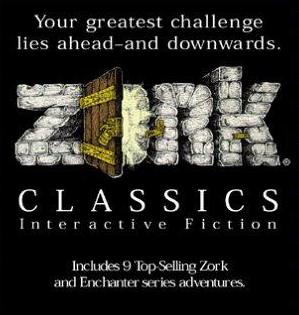 Your greatest challenge
lies ahead–and downwards.
ZORK®
CLASSICS
Interactive Fiction
Includes 9 Top-Selling Zork
and Enchanter series adventures.